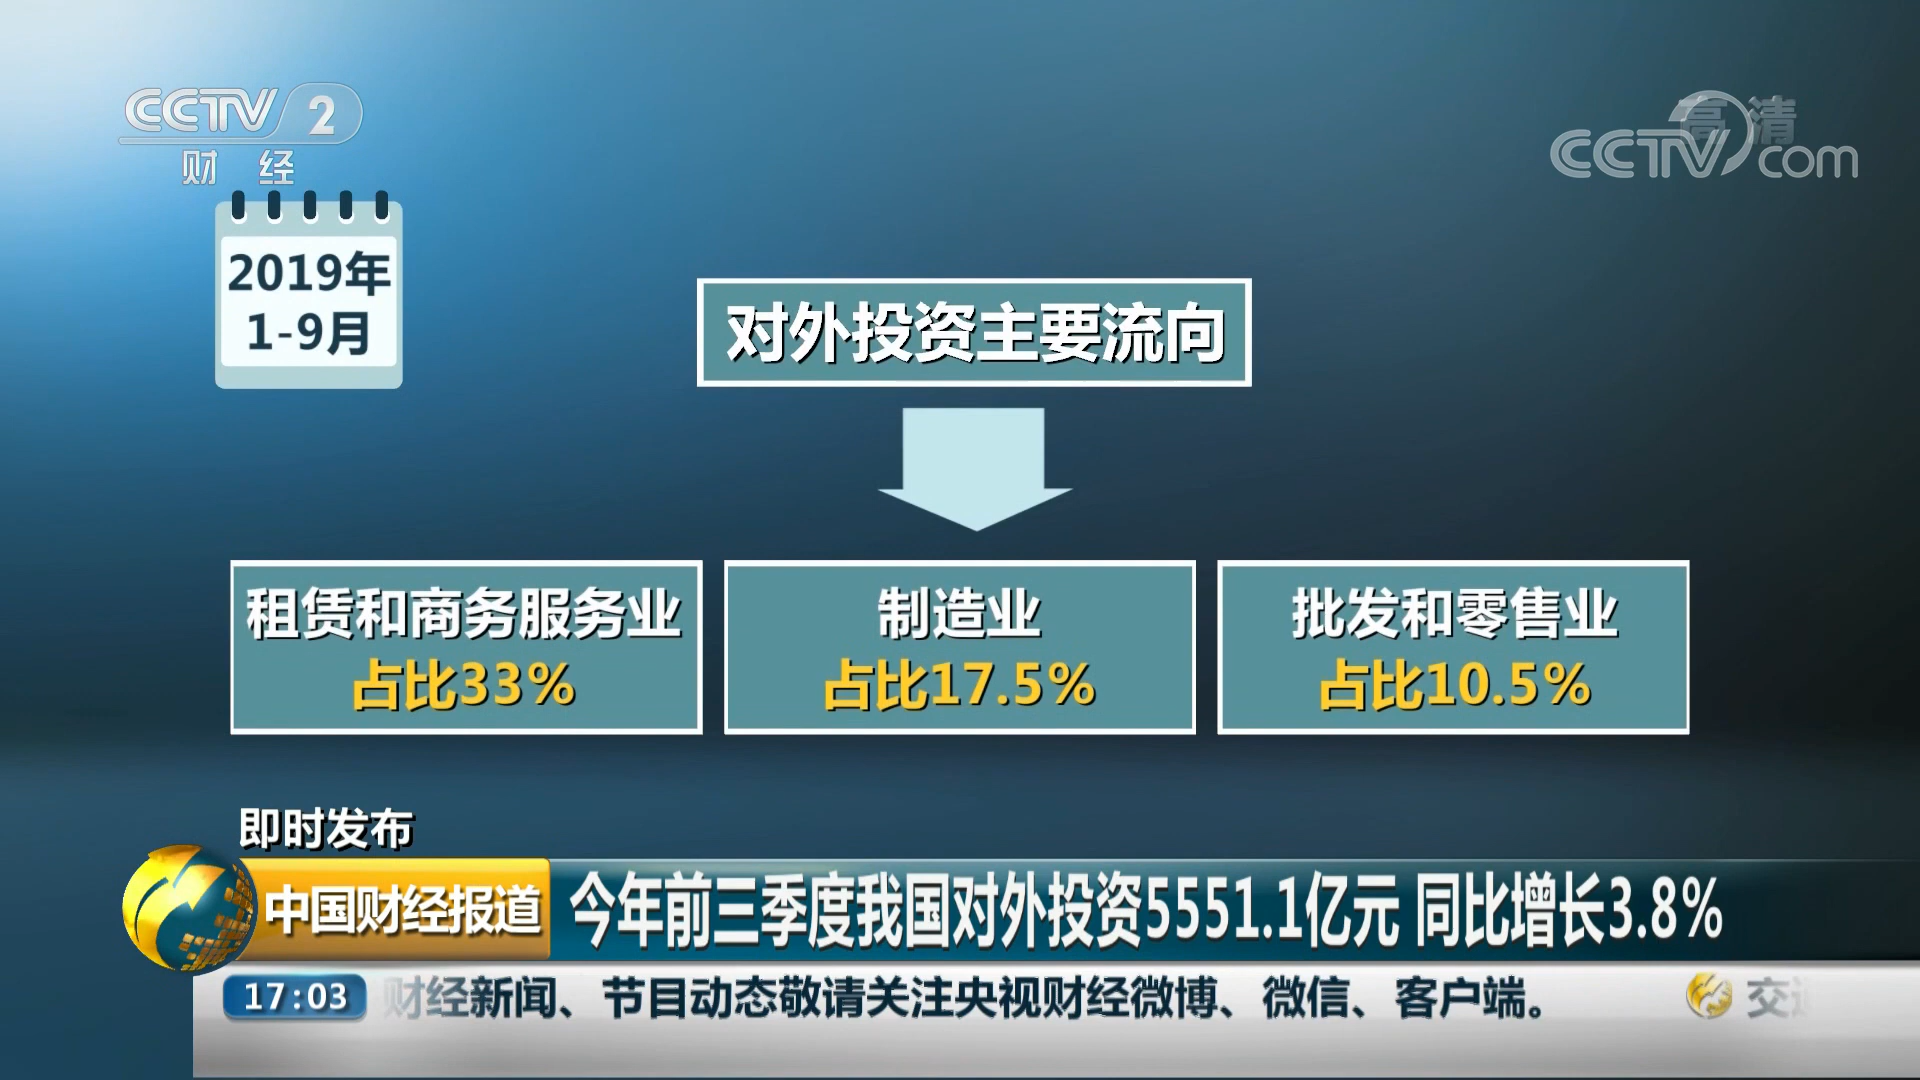 CCTV 2
财 经
高清
CCTV com
2019年
1-9月
对外投资主要流向
租赁和商务服务业
占比33%
制造业
占比17.5%
批发和零售业
占比10.5%
即时发布
中国财经报道
今年前三季度我国对外投资5551.1亿元 同比增长3.8%
17:03
财经新闻、节目动态敬请关注央视财经微博、微信、客户端。
交